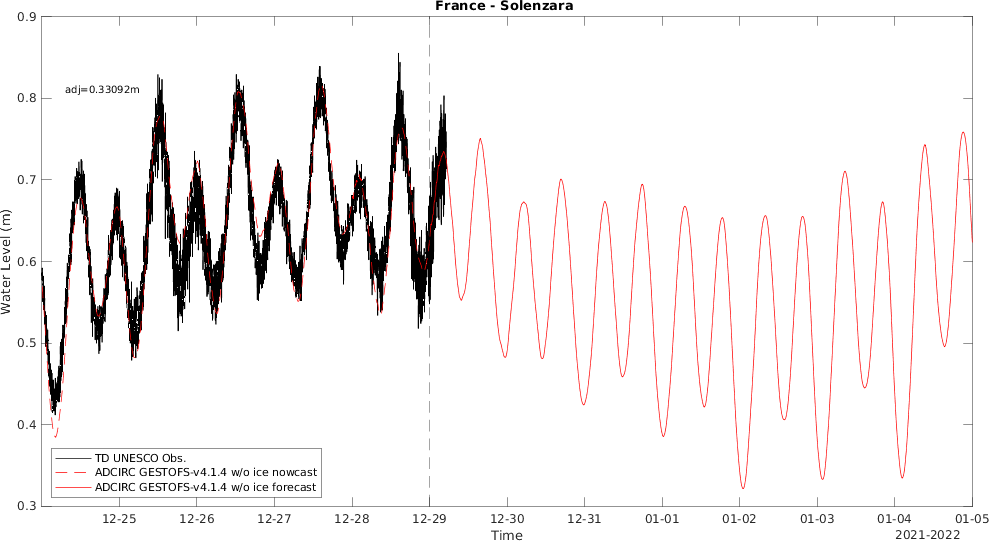 France - Solenzara
0.9
0.8
0.7
0.6
0.5
0.4
0.3
Water Level (m)
adj=0.33092m
TD UNESCO Obs.
ADCIRC GESTOFS-v4.1.4 w/o ice nowcast
ADCIRC GESTOFS-v4.1.4 w/o ice forecast
12-25 12-26 12-27 12-28 12-29 12-30 12-31 01-01 01-02 01-03 01-04 01-05
Time
2021-2022